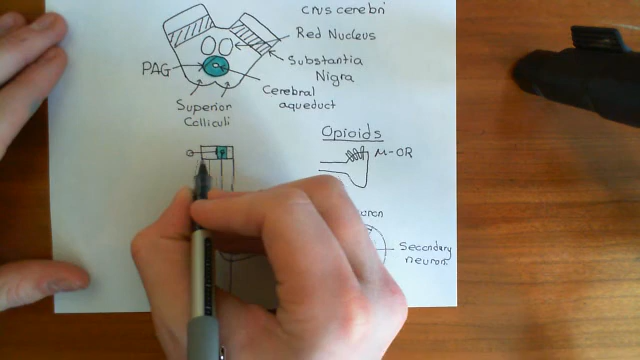 crus cerebri
Red Nucleus
Substantia
Nigra
PAG
Cerebral
aqueduct
Superior
Colliculi
Opioids
μ-OR
Secondary
neuron